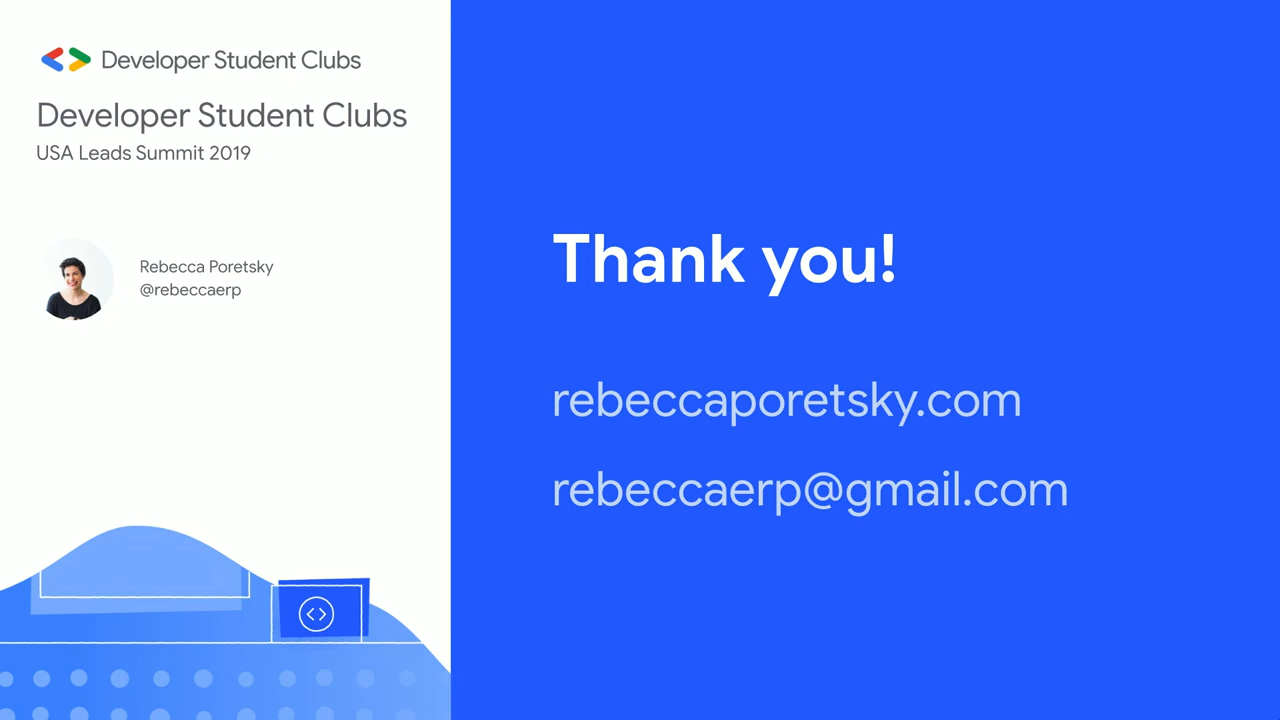 Developer Student Clubs
Developer Student Clubs
USA Leads Summit 2019
Rebecca Poretsky
@rebeccaerp
Thank you!
rebeccaporetsky.com
rebeccaerp@gmail.com